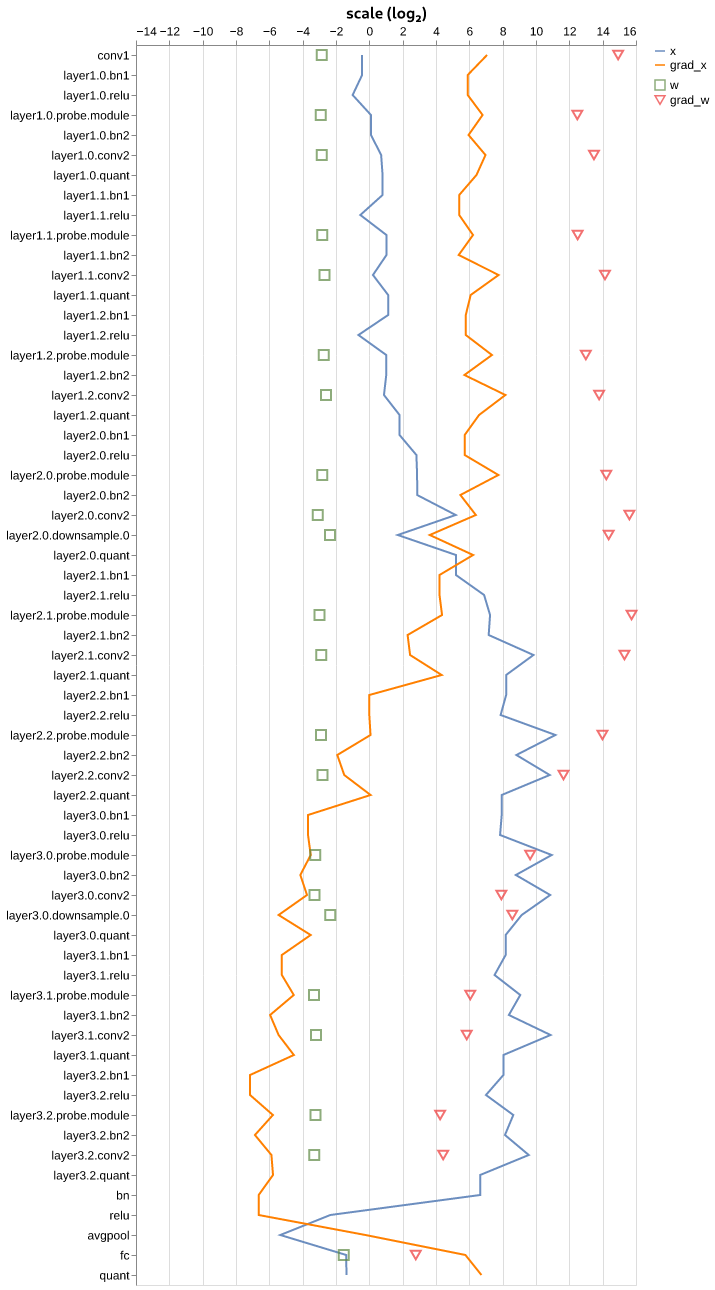 scale (log₂)
−14 −12 −10 −8 −6 −4 −2 0 2 4 6 8 10 12 14 16
x
grad_x
w
grad_w
conv1
layer1.0.bn1
layer1.0.relu
layer1.0.probe.module
layer1.0.bn2
layer1.0.conv2
layer1.0.quant
layer1.1.bn1
layer1.1.relu
layer1.1.probe.module
layer1.1.bn2
layer1.1.conv2
layer1.1.quant
layer1.2.bn1
layer1.2.relu
layer1.2.probe.module
layer1.2.bn2
layer1.2.conv2
layer1.2.quant
layer2.0.bn1
layer2.0.relu
layer2.0.probe.module
layer2.0.bn2
layer2.0.conv2
layer2.0.downsample.0
layer2.0.quant
layer2.1.bn1
layer2.1.relu
layer2.1.probe.module
layer2.1.bn2
layer2.1.conv2
layer2.1.quant
layer2.2.bn1
layer2.2.relu
layer2.2.probe.module
layer2.2.bn2
layer2.2.conv2
layer2.2.quant
layer3.0.bn1
layer3.0.relu
layer3.0.probe.module
layer3.0.bn2
layer3.0.conv2
layer3.0.downsample.0
layer3.0.quant
layer3.1.bn1
layer3.1.relu
layer3.1.probe.module
layer3.1.bn2
layer3.1.conv2
layer3.1.quant
layer3.2.bn1
layer3.2.relu
layer3.2.probe.module
layer3.2.bn2
layer3.2.conv2
layer3.2.quant
bn
relu
avgpool
fc
quant